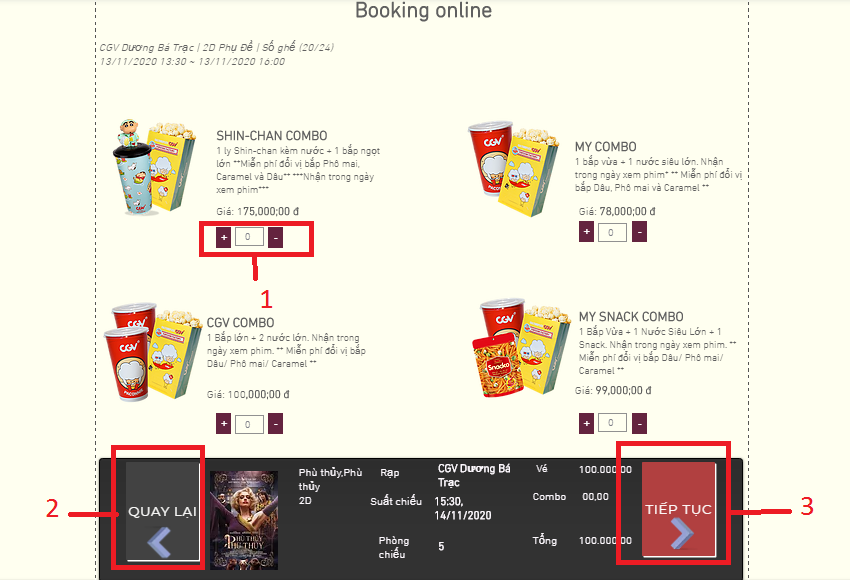 Booking online
CGV Dương Bá Trạc | 2D Phụ Đề | Số ghế (20/24)
13/11/2020 13:30 ~ 13/11/2020 16:00
SHIN-CHAN COMBO
1 ly Shin-chan kèm nước + 1 bắp ngọt
lớn **Miễn phí đổi vị bắp Phô mai,
Caramel và Dâu** ***Nhận trong ngày
xem phim***
Giá: 175,000;00 đ
+ 0 -
1
MY COMBO
1 bắp vừa + 1 nước siêu lớn. Nhận
trong ngày xem phim* ** Miễn phí đổi vị
bắp Dâu, Phô mai và Caramel **
Giá: 78,000;00 đ
+ 0 -
CGV COMBO
1 Bắp lớn + 2 nước lớn. Nhận trong
ngày xem phim. ** Miễn phí đổi vị bắp
Dâu/ Phô mai/ Caramel **
Giá: 100,000;00 đ
+ 0 -
MY SNACK COMBO
1 Bắp Vừa + 1 Nước Siêu Lớn + 1
Snack. Nhận trong ngày xem phim. **
Miễn phí đổi vị bắp Dâu/ Phô mai/
Caramel **
Giá: 99,000;00 đ
+ 0 -
2
QUAY LẠI
PHÙ THỦY
PHÙ THỦY
Phù thủy,Phù
thủy
2D
Rạp
CGV Dương Bá
Trạc
Suất chiếu
15:30,
14/11/2020
Phòng
chiếu
5
Vé 100.000.00
Combo 00,00
Tổng 100.000.00
TIẾP TỤC
3
CGV
CGV
CGV
CGV
Snacko